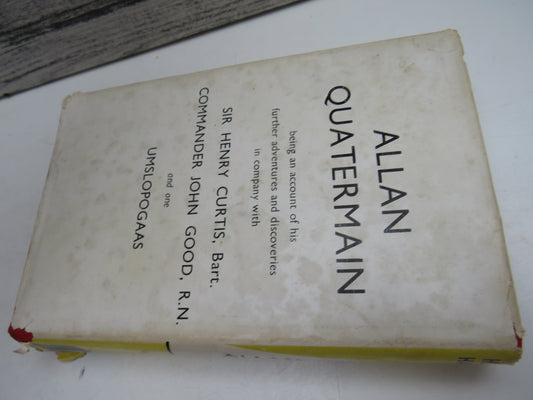 ALLAN
QUATERMAIN
being an account of his
further adventures and discoveries
in company with
SIR HENRY CURTIS, Bart.
COMMANDER JOHN GOOD, R.N.
and one
UMSLOPOGAAS